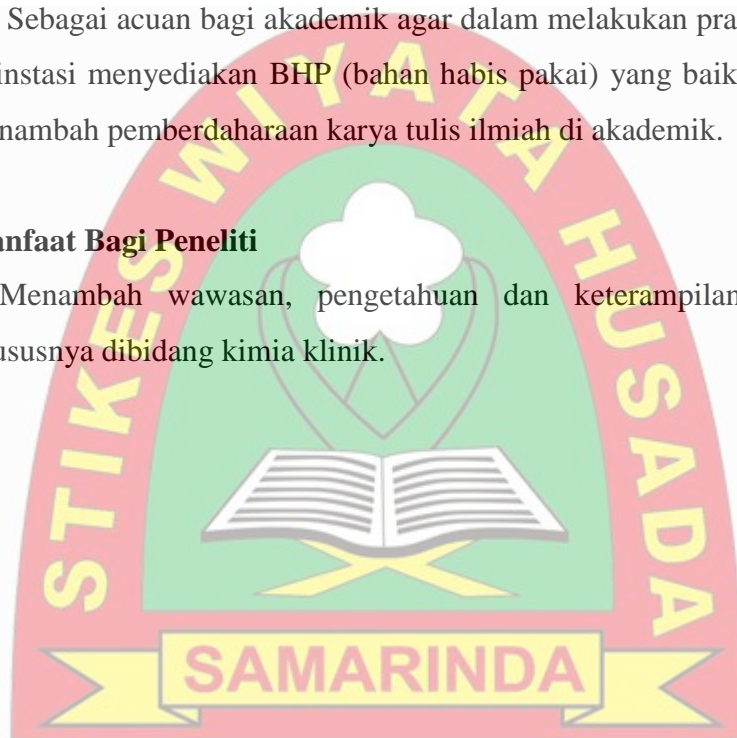 Sebagai acuan bagi akademik agar dalam melakukan pra
instasi menyediakan BHP (bahan habis pakai) yang baik
nambah pemberdaharaan karya tulis ilmiah di akademik.
anfaat Bagi Peneliti
Menambah wawasan, pengetahuan dan keterampilan
ususnya dibidang kimia klinik.
STIKES WIYATA HUSADA
SAMARINDA